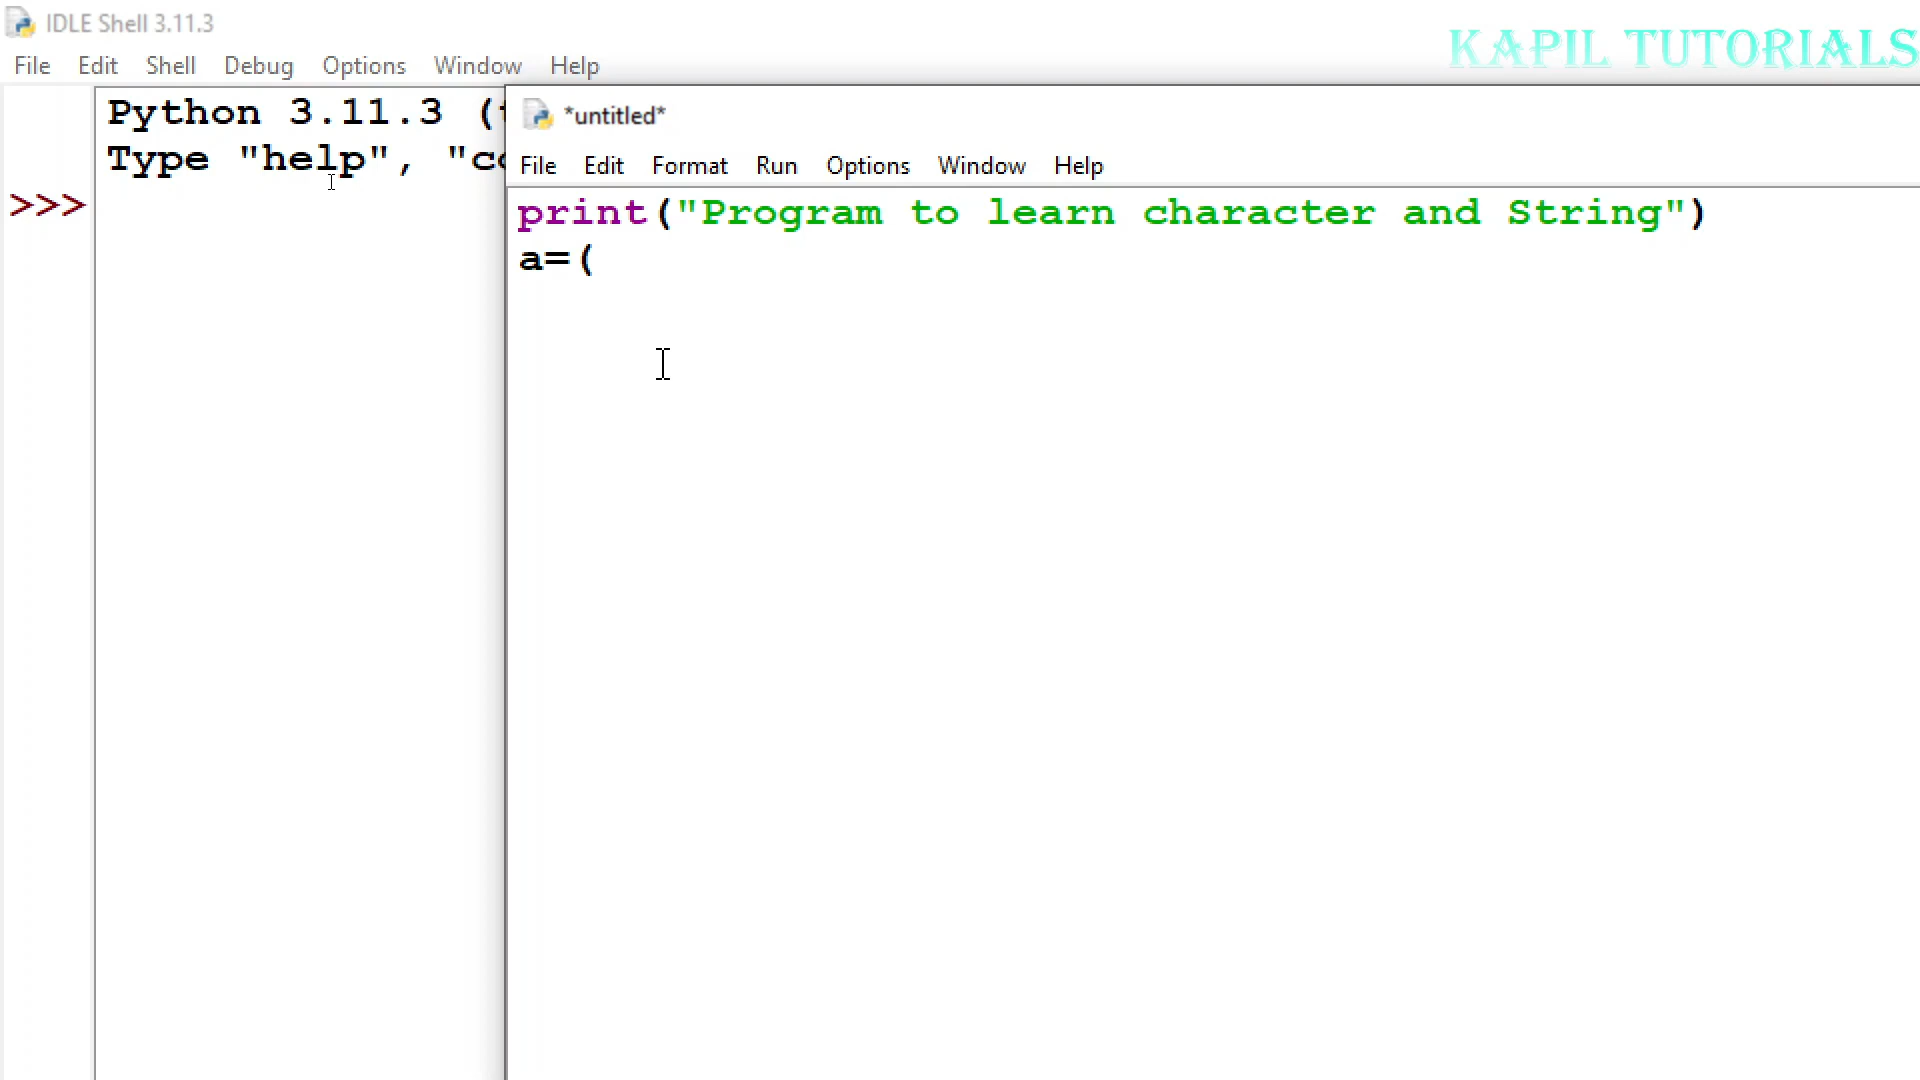 IDLE Shell 3.11.3
KAPIL TUTORIALS
File Edit Shell Debug Options Window Help
Python 3.11.3 (
Type "help", "co
>>>
*untitled*
File Edit Format Run Options Window Help
print("Program to learn character and String")
a=(